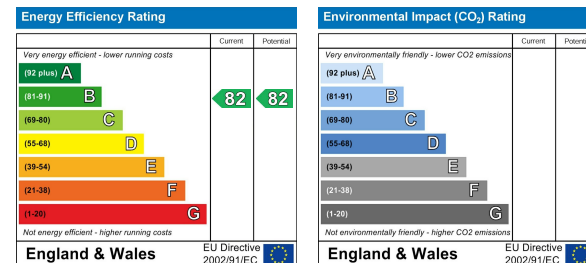 Energy Efficiency Rating
Current Potential
Very energy efficient - lower running costs
(92 plus) A
(81-91) B 82 82
(69-80) C
(55-68) D
(39-54) E
(21-38) F
(1-20) G
Not energy efficient - higher running costs
England & Wales
EU Directive
2002/91/EC
Environmental Impact (CO₂) Rating
Current Potenti
Very environmentally friendly - lower CO2 emissions
(92 plus) A
(81-91) B
(69-80) C
(55-68) D
(39-54) E
(21-38) F
(1-20) G
Not environmentally friendly - higher CO2 emissions
England & Wales
EU Directive
2002/91/EC